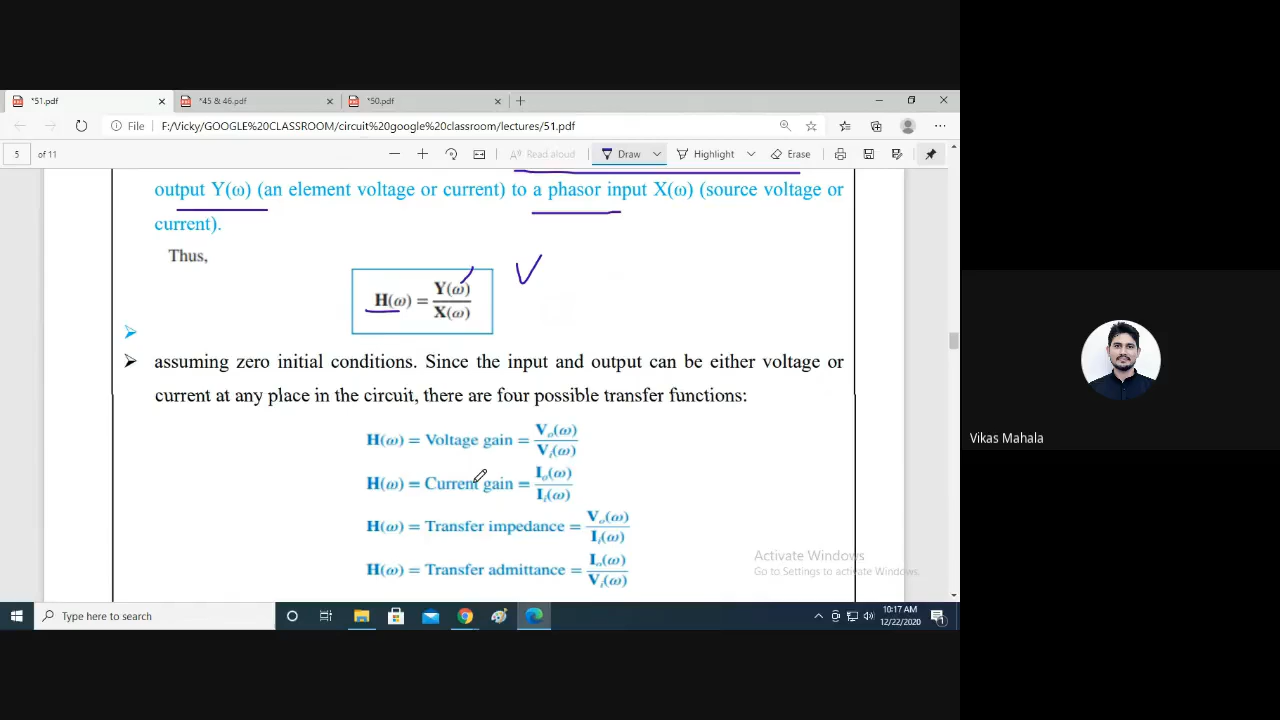 *51.pdf
*45 & 46.pdf
*50.pdf
File F:/Vicky/GOOGLE%20CLASSROOM/circuit%20google%20classroom/lectures/51.pdf
5 of 11 Read aloud Draw Highlight Erase
output Y(ω) (an element voltage or current) to a phasor input X(ω) (source voltage or
current).
Thus,
H(ω) = Y(ω) / X(ω)
➢
➢ assuming zero initial conditions. Since the input and output can be either voltage or
current at any place in the circuit, there are four possible transfer functions:
H(ω) = Voltage gain = Vₒ(ω) / Vᵢ(ω)
H(ω) = Current gain = Iₒ(ω) / Iᵢ(ω)
H(ω) = Transfer impedance = Vₒ(ω) / Iᵢ(ω)
H(ω) = Transfer admittance = Iₒ(ω) / Vᵢ(ω)
Activate Windows
Go to Settings to activate Windows.
Type here to search
10:17 AM
12/22/2020
1
Vikas Mahala